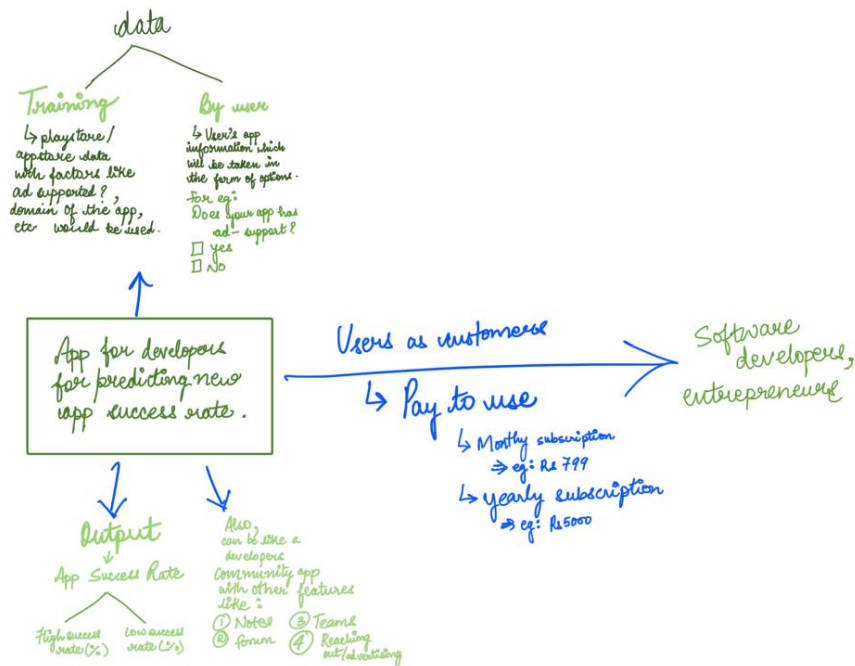 data
Training
↳ playstore/
appstore data
with factors like
ad supported?,
domain of the app,
etc would be used.
By user
↳ User's app
information which
will be taken in
the form of options.
For eg:
Does your app has
ad-support?
☐ yes
☐ No
App for developers
for predicting new
app success rate.
Users as customers
↳ Pay to use
↳ Monthly subscription
⇒ eg: Rs 799
↳ yearly subscription
⇒ eg: Rs 5000
Software
developers,
entrepreneurs
Output
App Success Rate
High success
rate (%)
Low success
rate (%)
Also,
can be like a
developers
community app
with other features
like:
① Notes ③ Teams
② forum ④ Reaching
out/advertising